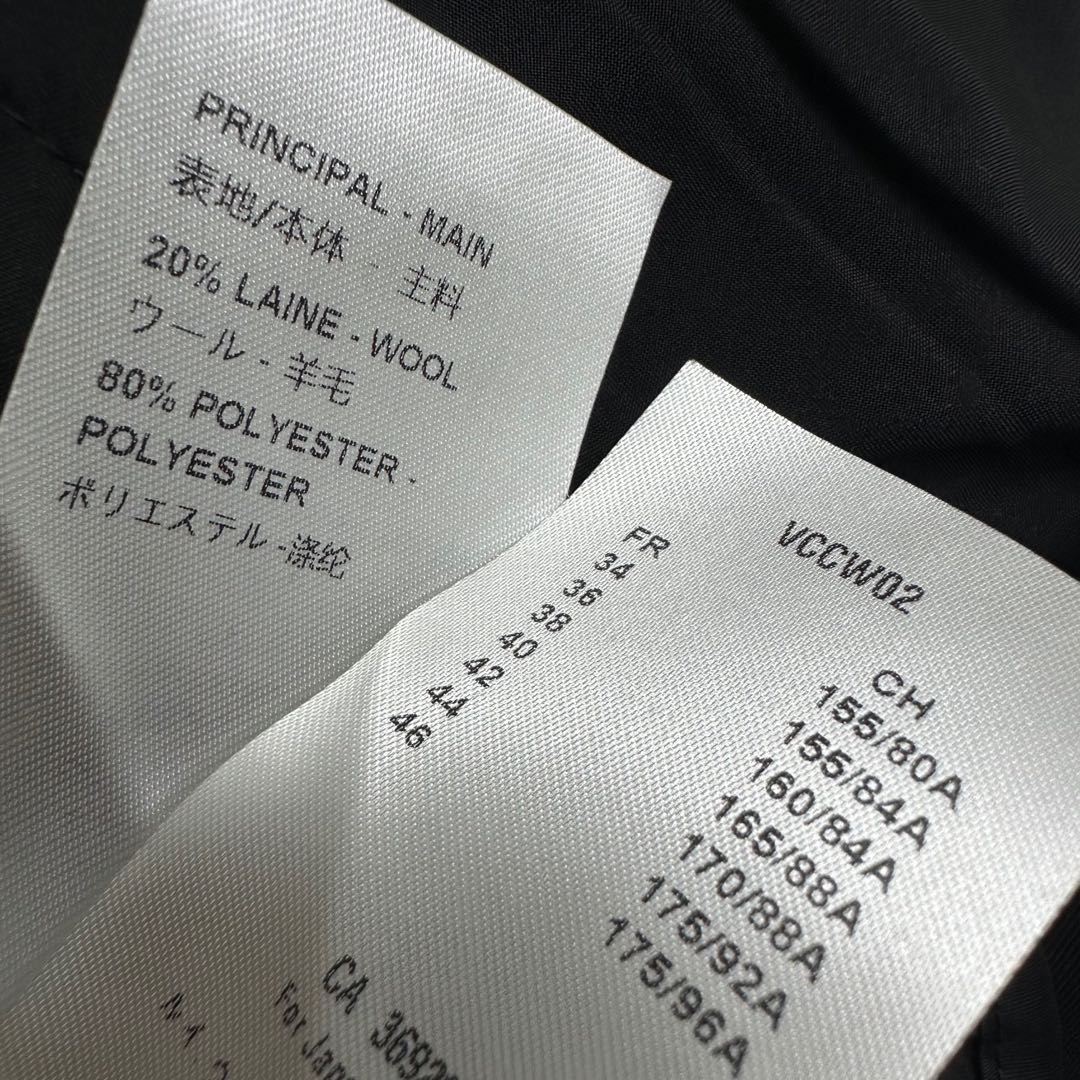 PRINCIPAL - MAIN
表地/本体 - 主料
20% LAINE - WOOL
ウール - 羊毛
80% POLYESTER -
POLYESTER
ポリエステル -涤纶
VCCW02
FR CH
34 155/80A
36 155/84A
38 160/84A
40 165/88A
42 170/88A
44 175/92A
46 175/96A
CA
For